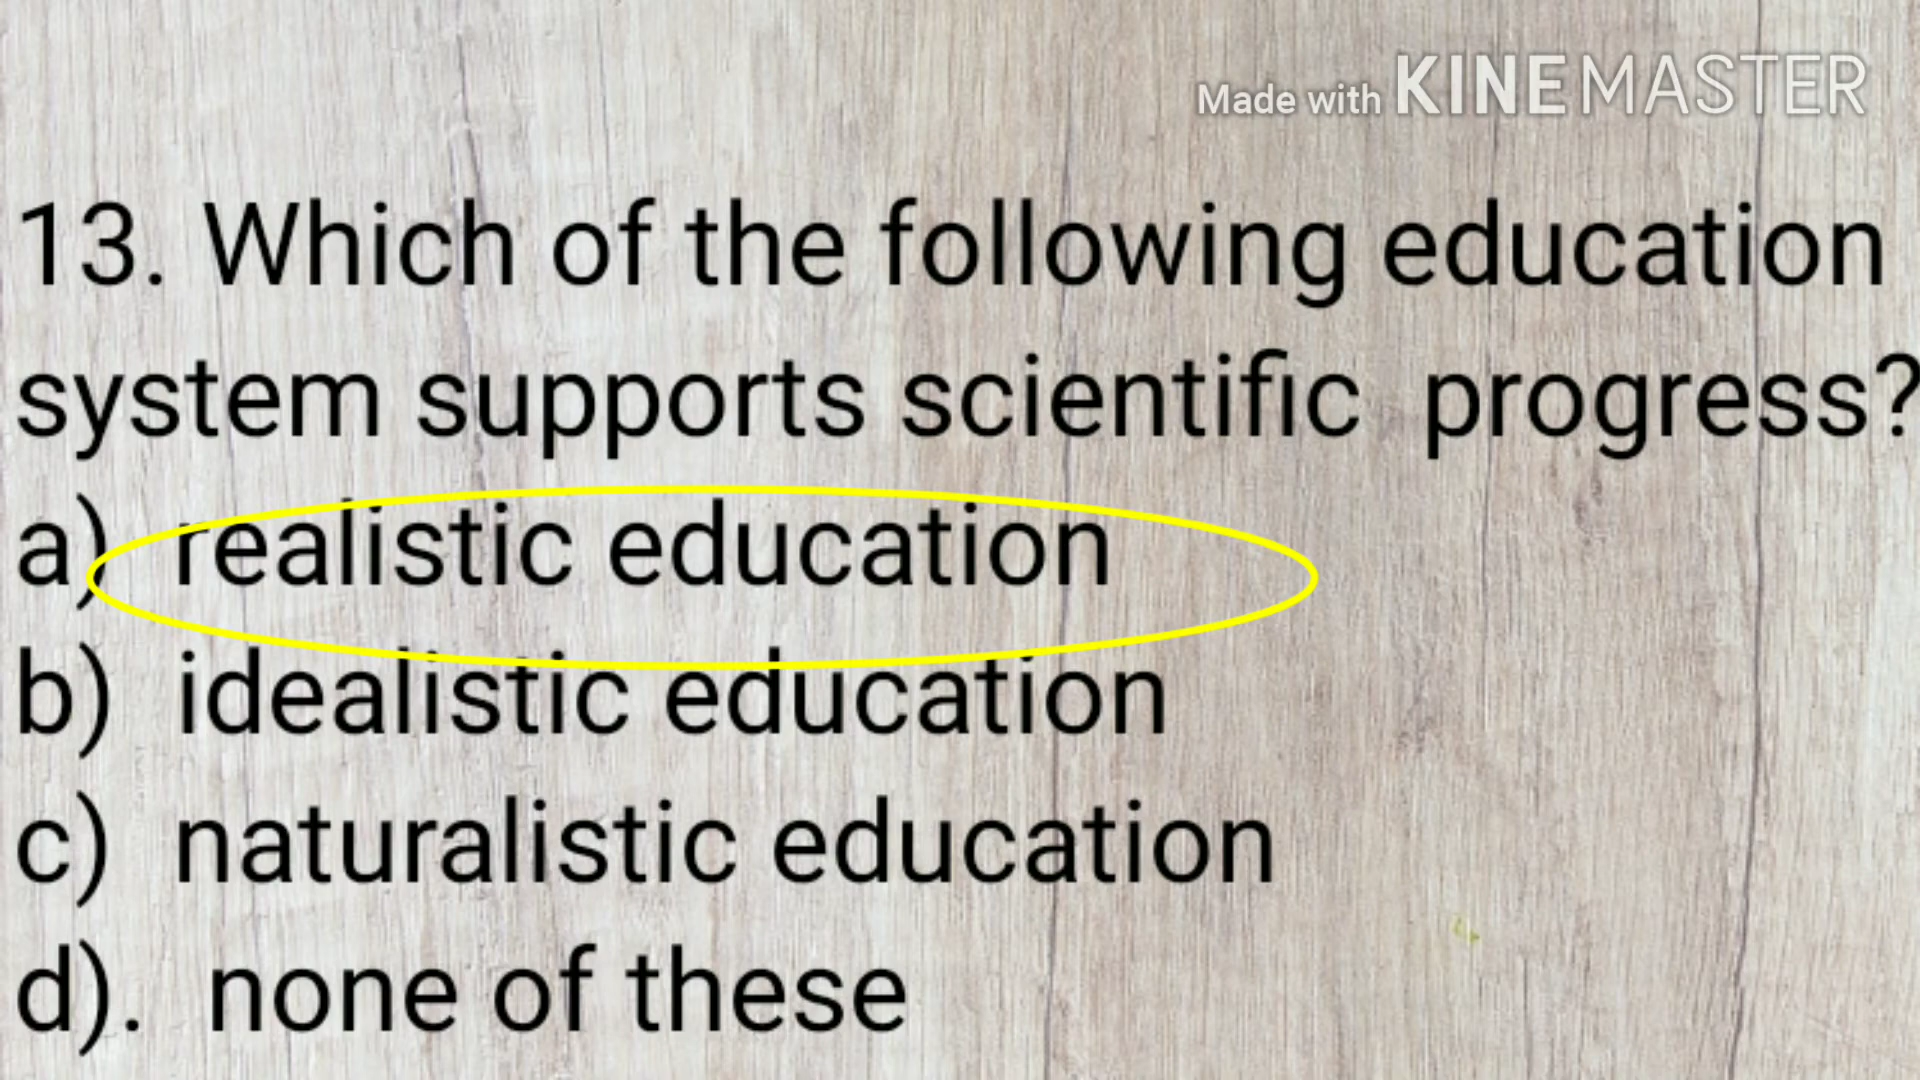 Made with KINEMASTER
13. Which of the following education
system supports scientific progress?
a) realistic education
b) idealistic education
c) naturalistic education
d). none of these